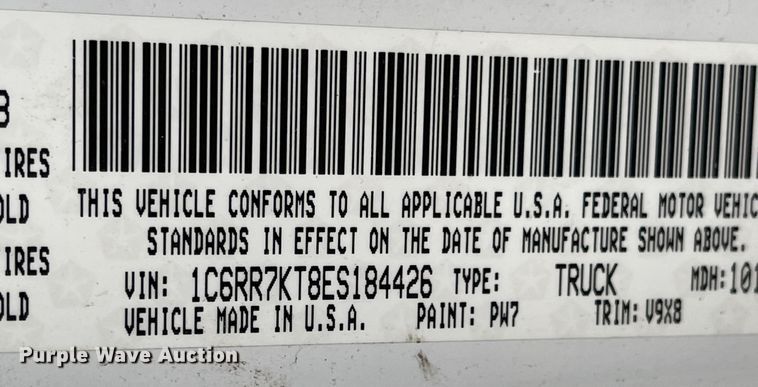 8
IRES
OLD
IRES
OLD
THIS VEHICLE CONFORMS TO ALL APPLICABLE U.S.A. FEDERAL MOTOR VEHIC
STANDARDS IN EFFECT ON THE DATE OF MANUFACTURE SHOWN ABOVE.
VIN: 1C6RR7KT8ES184426 TYPE: TRUCK MDH:101
VEHICLE MADE IN U.S.A. PAINT: PW7 TRIM: V9X8
Purple Wave Auction